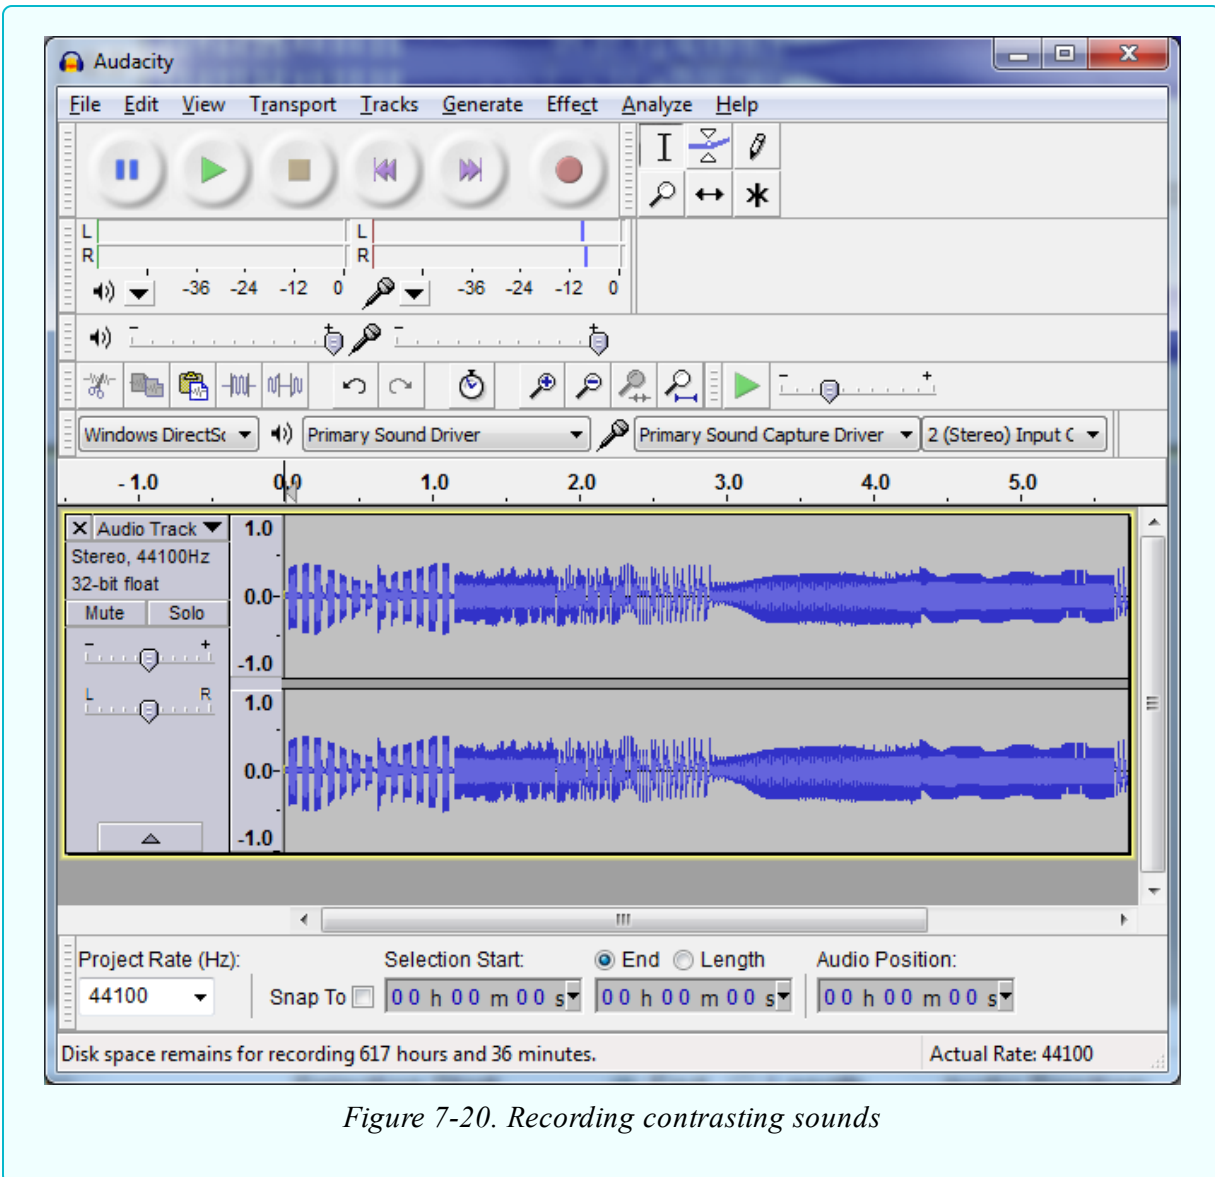 Audacity
File Edit View Transport Tracks Generate Effect Analyze Help
L L
R R
-36 -24 -12 0 -36 -24 -12 0
- + - +
- +
Windows DirectSo Primary Sound Driver Primary Sound Capture Driver 2 (Stereo) Input C
- 1.0 0.0 1.0 2.0 3.0 4.0 5.0
X Audio Track 1.0
Stereo, 44100Hz
32-bit float 0.0-
Mute Solo
- + -1.0
L R 1.0
0.0-
-1.0
Project Rate (Hz): Selection Start: End Length Audio Position:
44100 Snap To 00 h 00 m 00 s 00 h 00 m 00 s 00 h 00 m 00 s
Disk space remains for recording 617 hours and 36 minutes. Actual Rate: 44100
Figure 7-20. Recording contrasting sounds